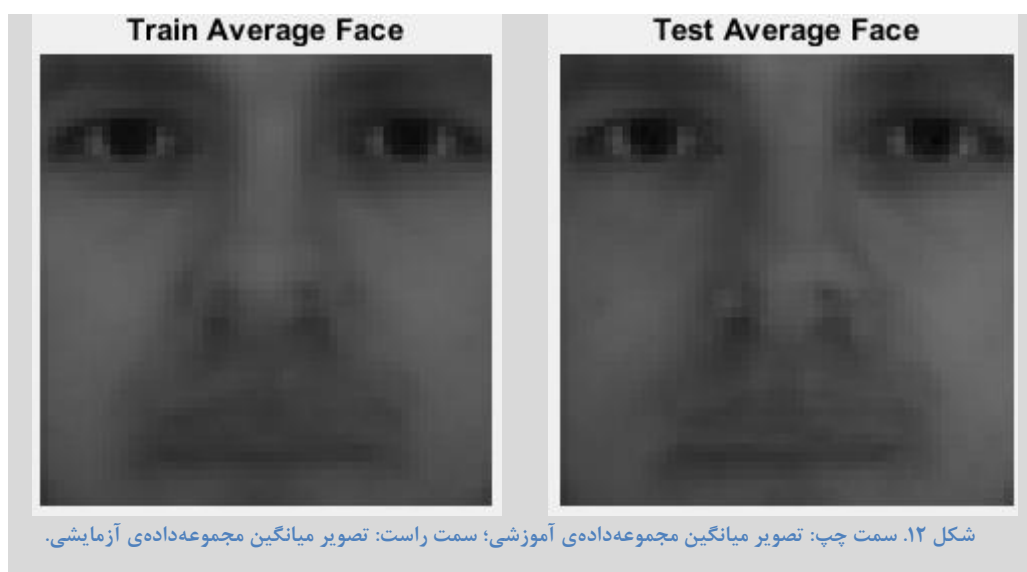 Train Average Face
Test Average Face
شکل ۱۲. سمت چپ: تصویر میانگین مجموعه‌داده‌ی آموزشی؛ سمت راست: تصویر میانگین مجموعه‌داده‌ی آزمایشی.